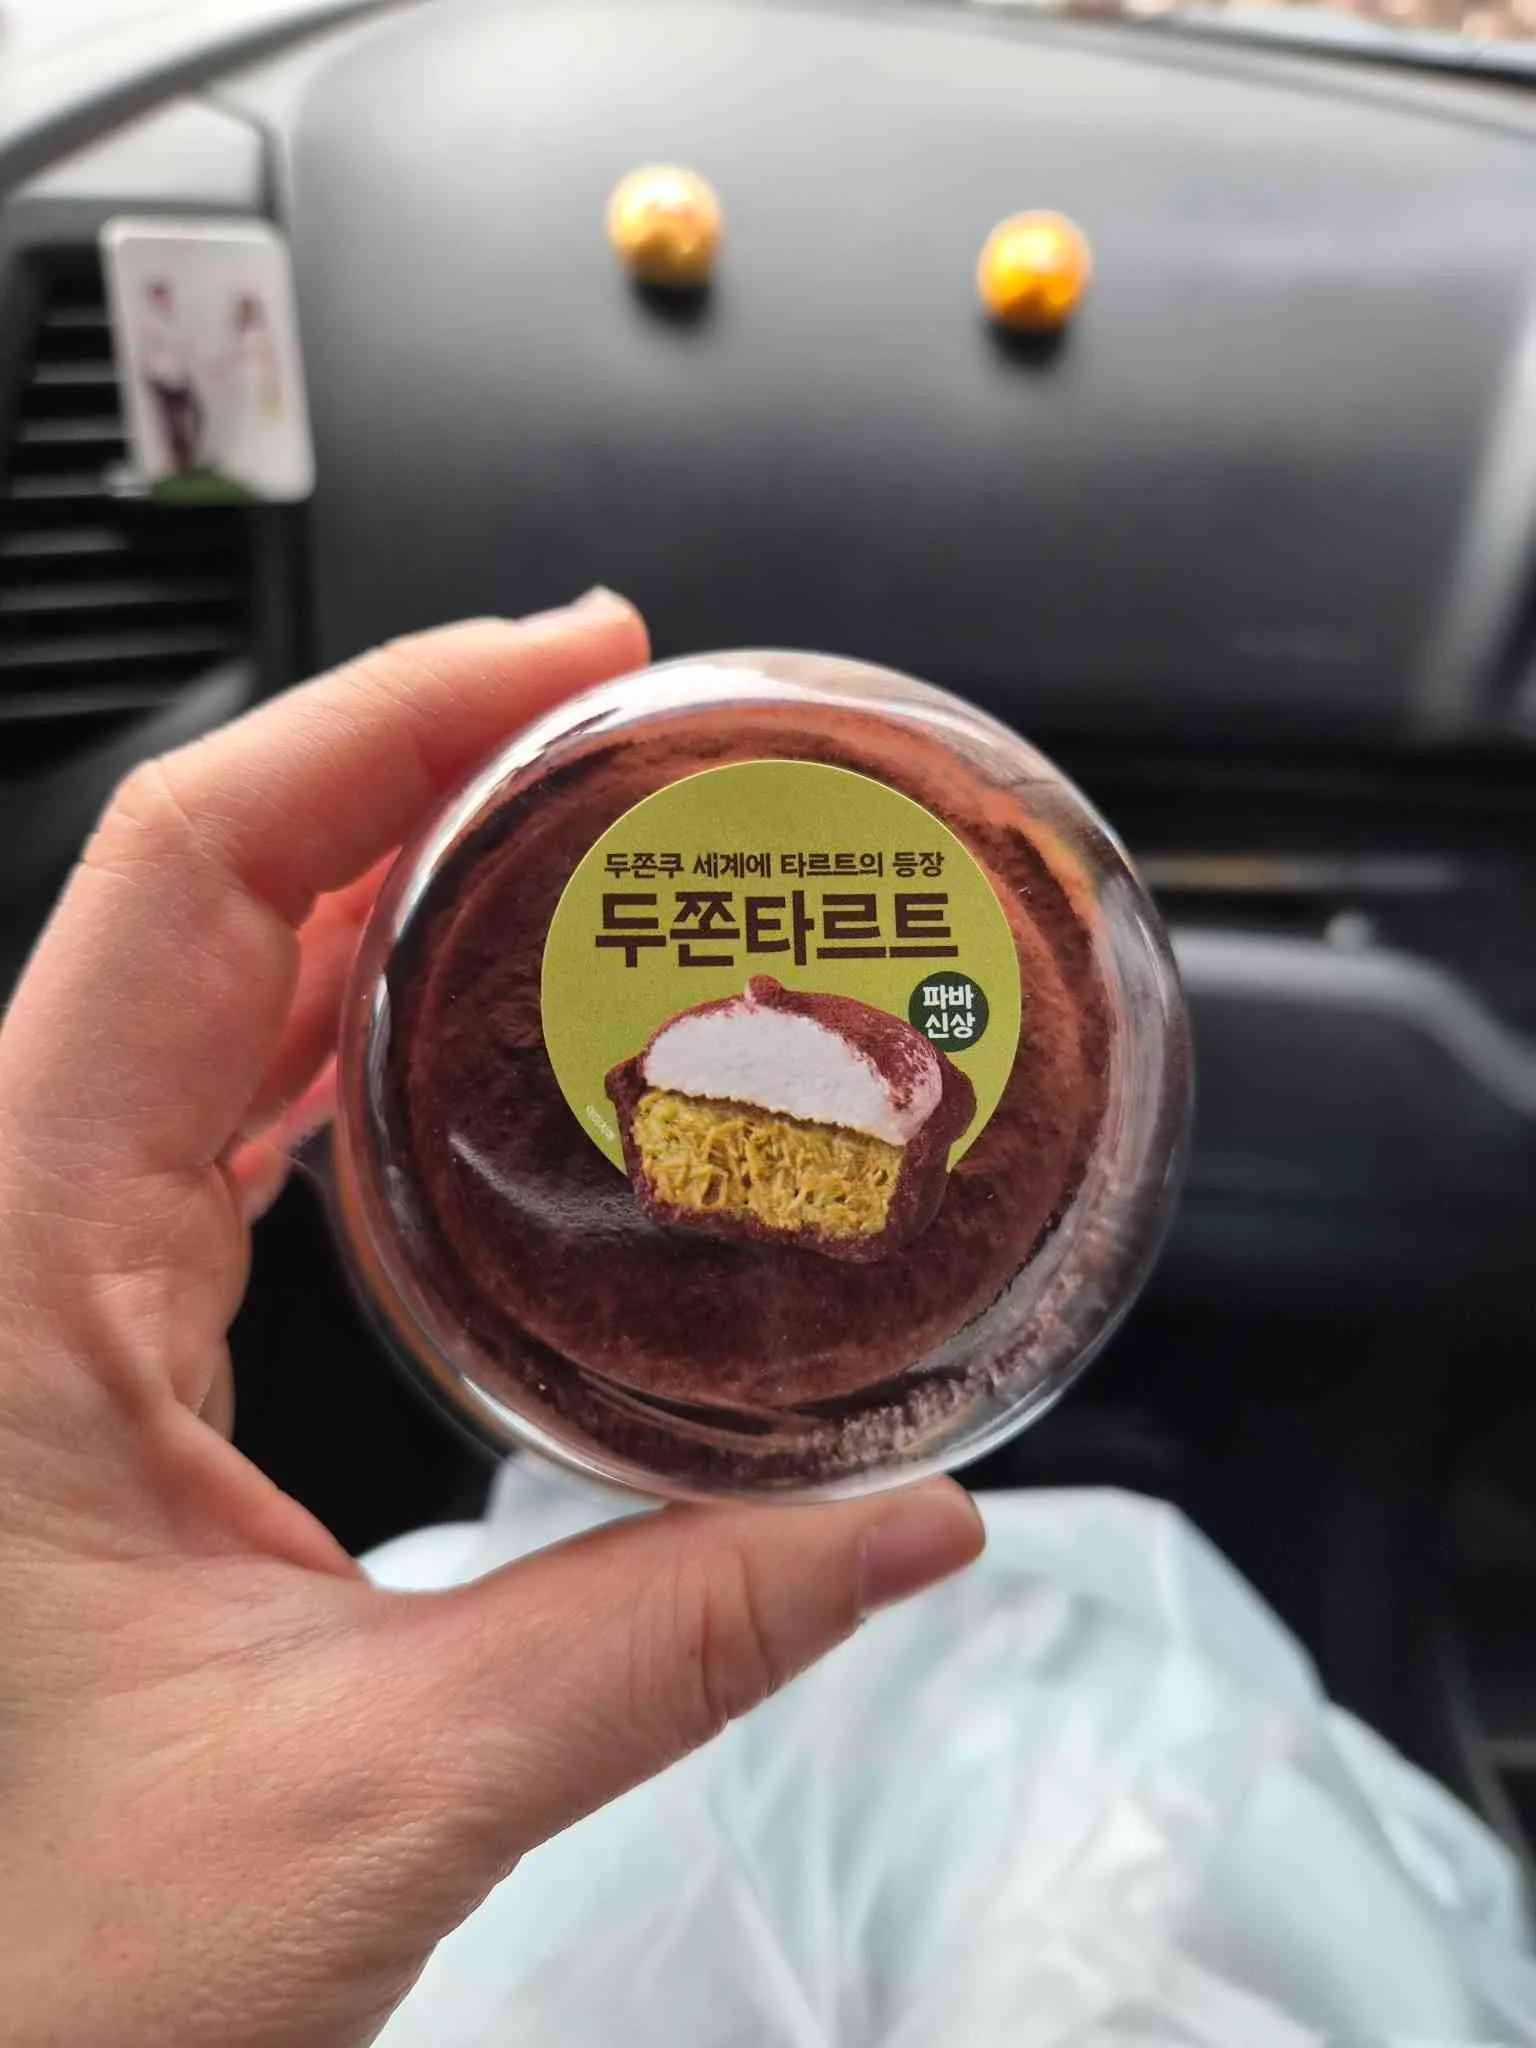 두쫀쿠 세계에 타르트의 등장
두쫀타르트
파바
신상